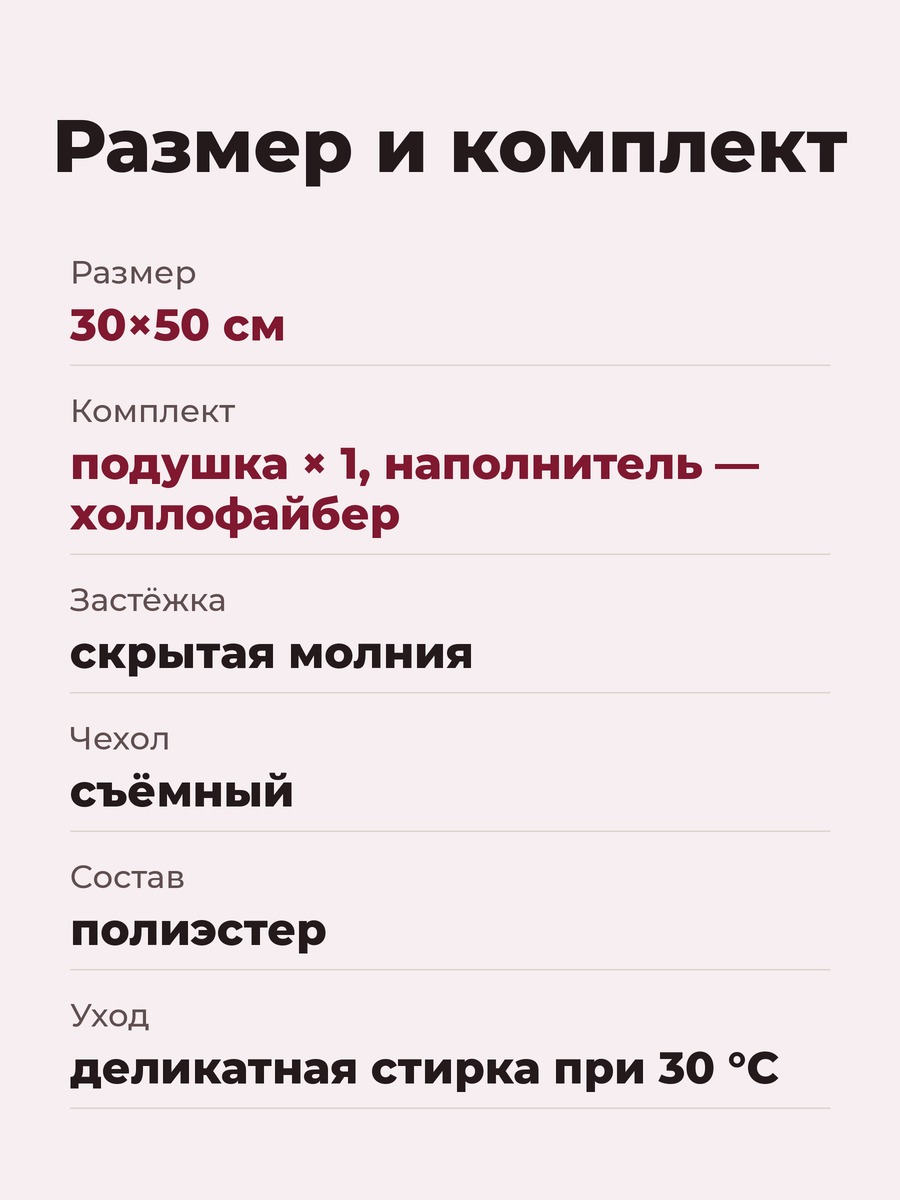 Размер и комплект
Размер
30×50 см
Комплект
подушка × 1, наполнитель —
холлофайбер
Застёжка
скрытая молния
Чехол
съёмный
Состав
полиэстер
Уход
деликатная стирка при 30 °C